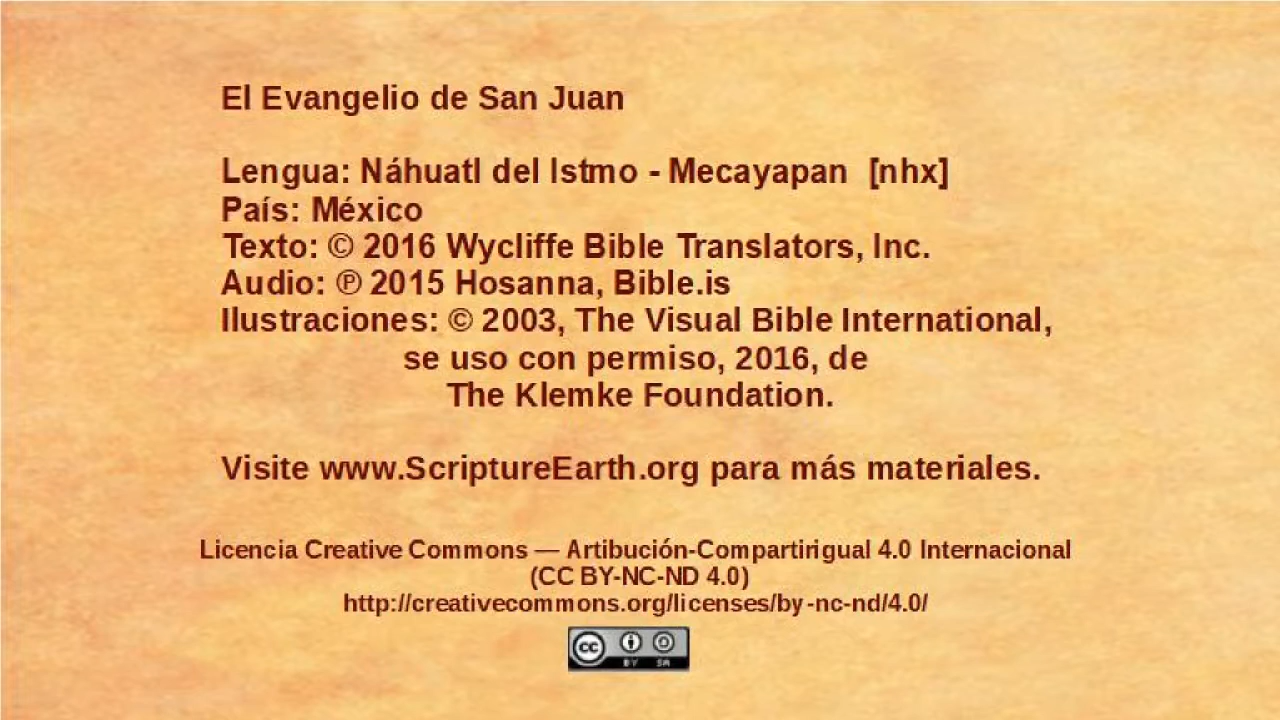 El Evangelio de San Juan
Lengua: Náhuatl del Istmo - Mecayapan [nhx]
País: México
Texto: © 2016 Wycliffe Bible Translators, Inc.
Audio: ℗ 2015 Hosanna, Bible.is
Ilustraciones: © 2003, The Visual Bible International,
se uso con permiso, 2016, de
The Klemke Foundation.
Visite www.ScriptureEarth.org para más materiales.
Licencia Creative Commons — Artibución-Compartirigual 4.0 Internacional
(CC BY-NC-ND 4.0)
http://creativecommons.org/licenses/by-nc-nd/4.0/
cc BY SA